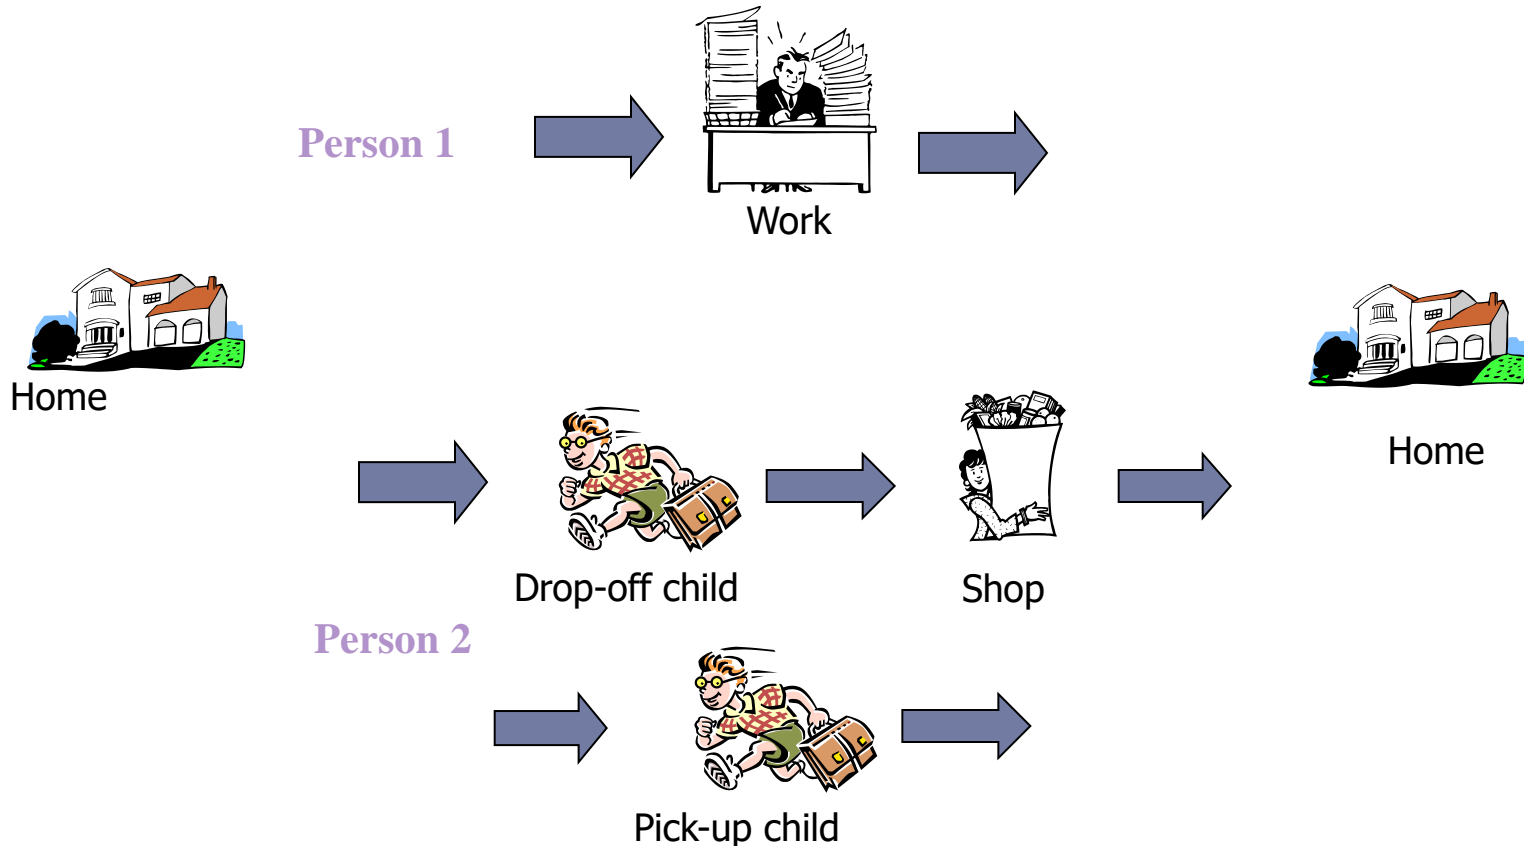 Person 1
Work
Home
Home
Drop-off child
Shop
Person 2
Pick-up child